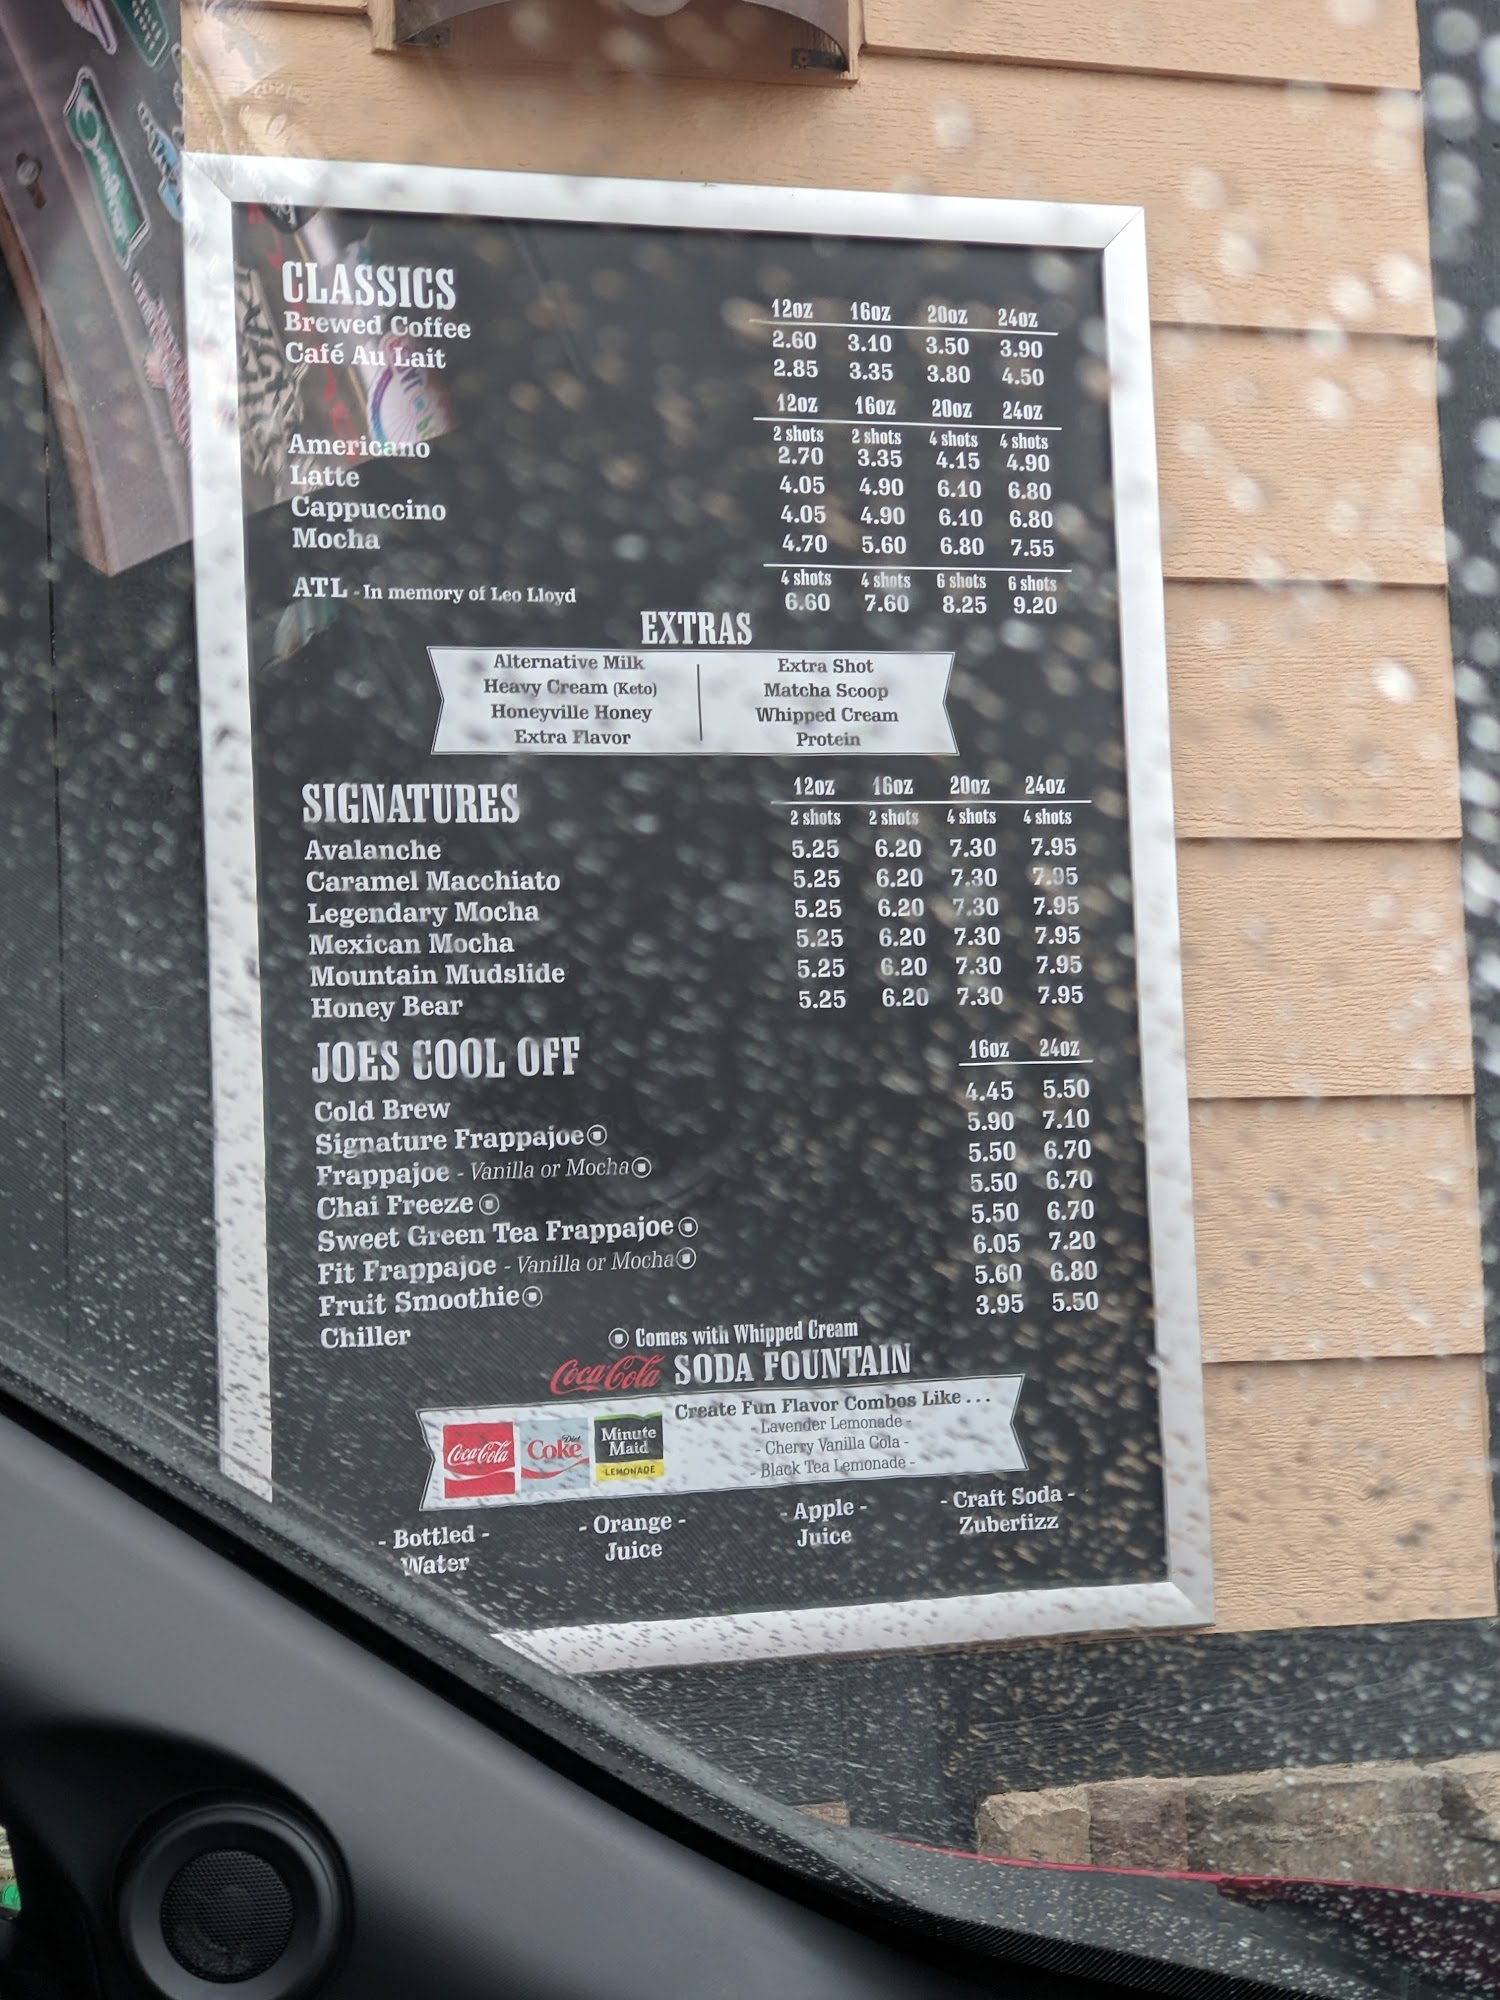 CLASSICS
12oz 16oz 20oz 24oz
Brewed Coffee 2.60 3.10 3.50 3.90
Café Au Lait 2.85 3.35 3.80 4.50
12oz 16oz 20oz 24oz
2 shots 2 shots 4 shots 4 shots
Americano 2.70 3.35 4.15 4.90
Latte 4.05 4.90 6.10 6.80
Cappuccino 4.05 4.90 6.10 6.80
Mocha 4.70 5.60 6.80 7.55
4 shots 4 shots 6 shots 6 shots
ATL - In memory of Leo Lloyd 6.60 7.60 8.25 9.20
EXTRAS
Alternative Milk
Heavy Cream (Keto)
Honeyville Honey
Extra Flavor
Extra Shot
Matcha Scoop
Whipped Cream
Protein
SIGNATURES 12oz 16oz 20oz 24oz
2 shots 2 shots 4 shots 4 shots
Avalanche 5.25 6.20 7.30 7.95
Caramel Macchiato 5.25 6.20 7.30 7.95
Legendary Mocha 5.25 6.20 7.30 7.95
Mexican Mocha 5.25 6.20 7.30 7.95
Mountain Mudslide 5.25 6.20 7.30 7.95
Honey Bear 5.25 6.20 7.30 7.95
JOES COOL OFF 16oz 24oz
Cold Brew 4.45 5.50
Signature Frappajoe 5.90 7.10
Frappajoe - Vanilla or Mocha 5.50 6.70
Chai Freeze 5.50 6.70
Sweet Green Tea Frappajoe 5.50 6.70
Fit Frappajoe - Vanilla or Mocha 6.05 7.20
Fruit Smoothie 5.60 6.80
Chiller 3.95 5.50
Comes with Whipped Cream
Coca-Cola SODA FOUNTAIN
Coca-Cola
Diet Coke
Minute Maid
LEMONADE
Create Fun Flavor Combos Like . . .
- Lavender Lemonade -
- Cherry Vanilla Cola -
- Black Tea Lemonade -
- Bottled -
Water
- Orange -
Juice
- Apple -
Juice
- Craft Soda -
Zuberfizz